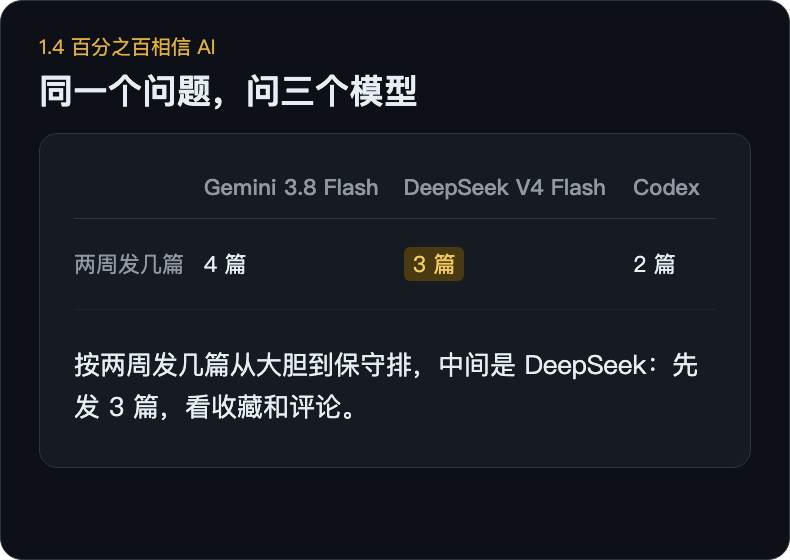 1.4 百分之百相信 AI
同一个问题，问三个模型
Gemini 3.8 Flash DeepSeek V4 Flash Codex
两周发几篇 4 篇 3 篇 2 篇
按两周发几篇从大胆到保守排，中间是 DeepSeek：先
发 3 篇，看收藏和评论。